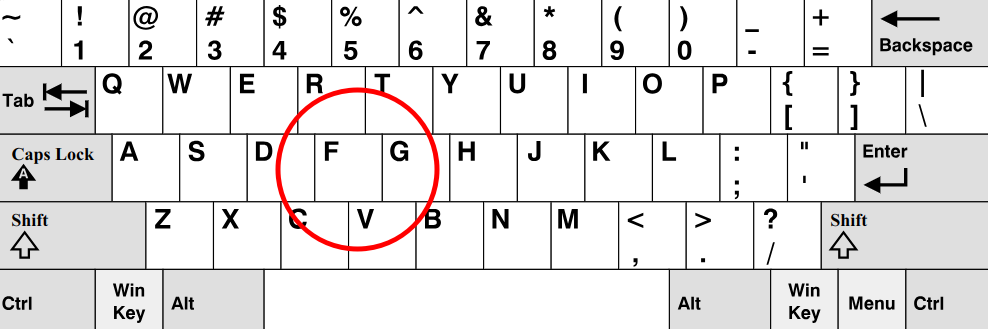 ~ ! @ # $ % ^ & * ( ) _ +
` 1 2 3 4 5 6 7 8 9 0 - = Backspace
Tab Q W E R T Y U I O P { } |
[ ] \
Caps Lock A S D F G H J K L : " Enter
A ; '
Shift Z X C V B N M < > ? Shift
, . /
Ctrl Win Alt Alt Win Menu Ctrl
Key Key